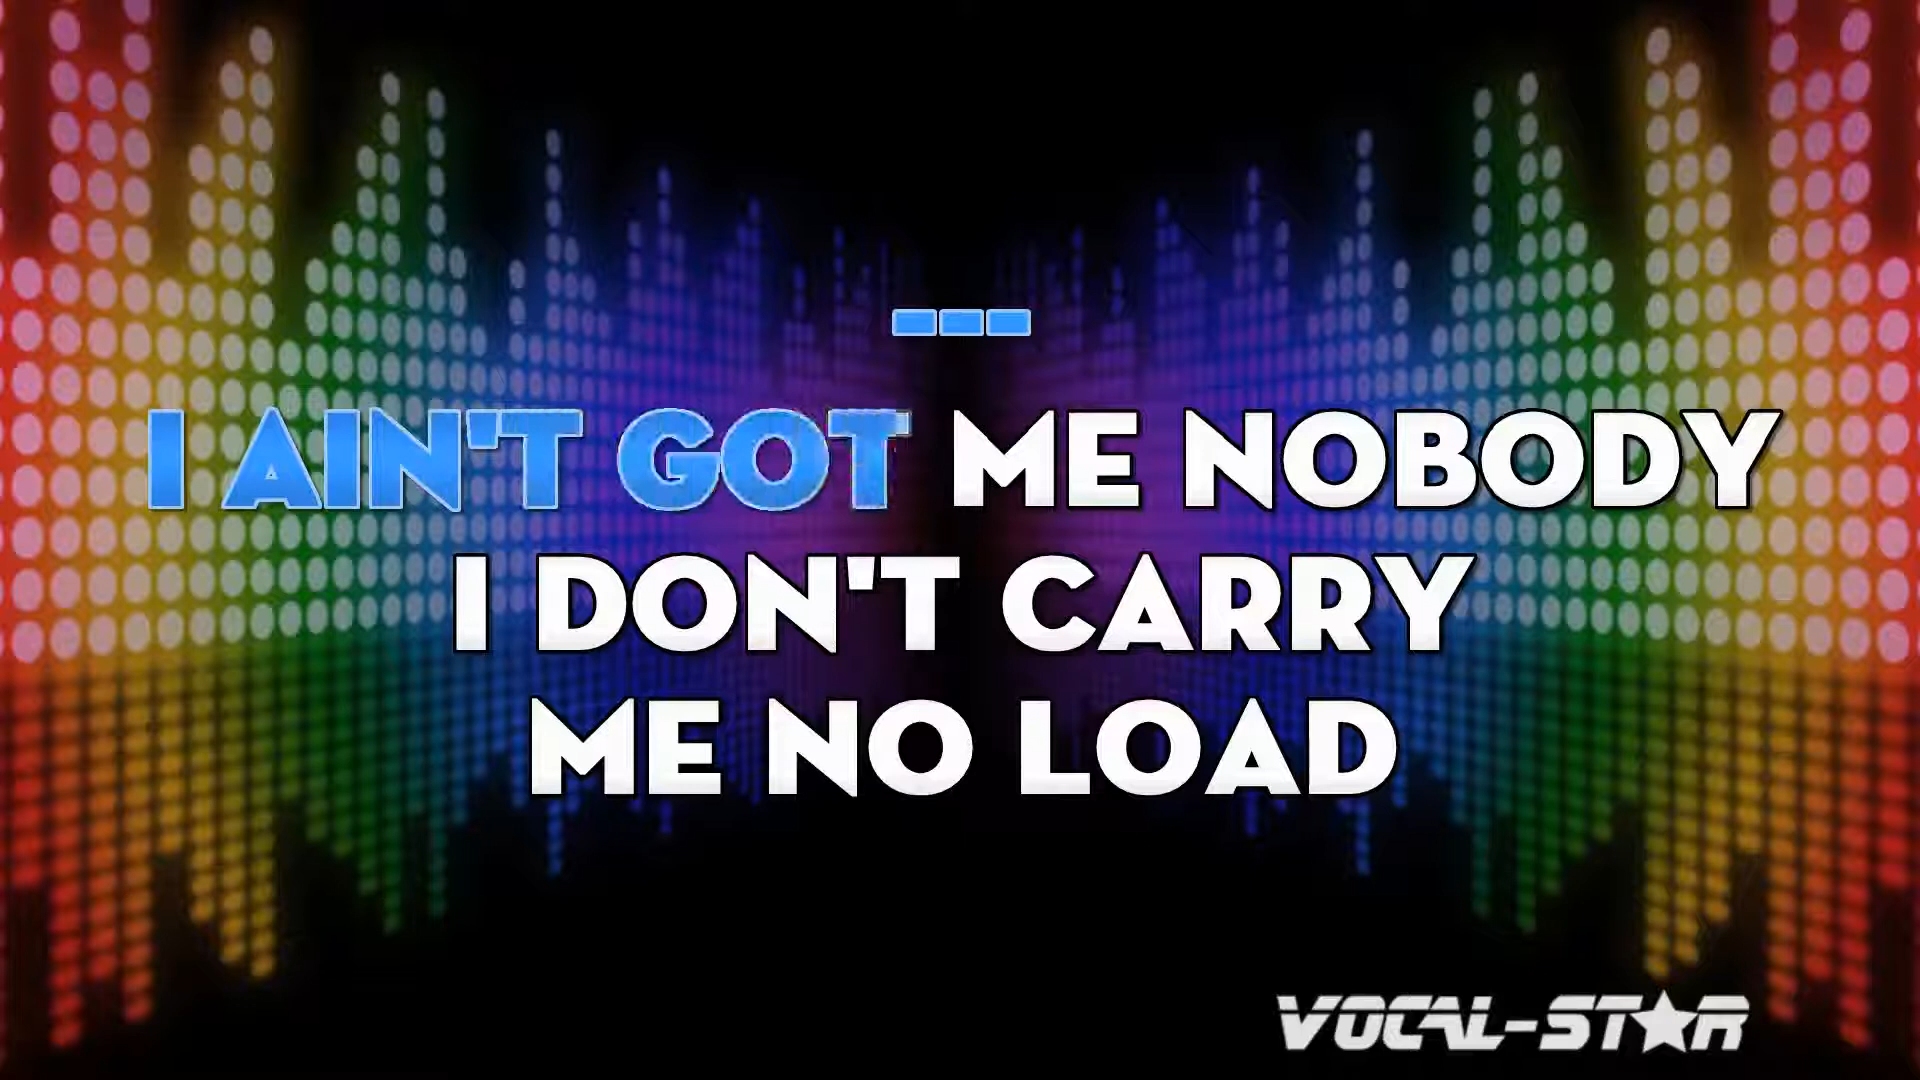 ---
I AIN'T GOT ME NOBODY
I DON'T CARRY
ME NO LOAD
VOCAL-STAR